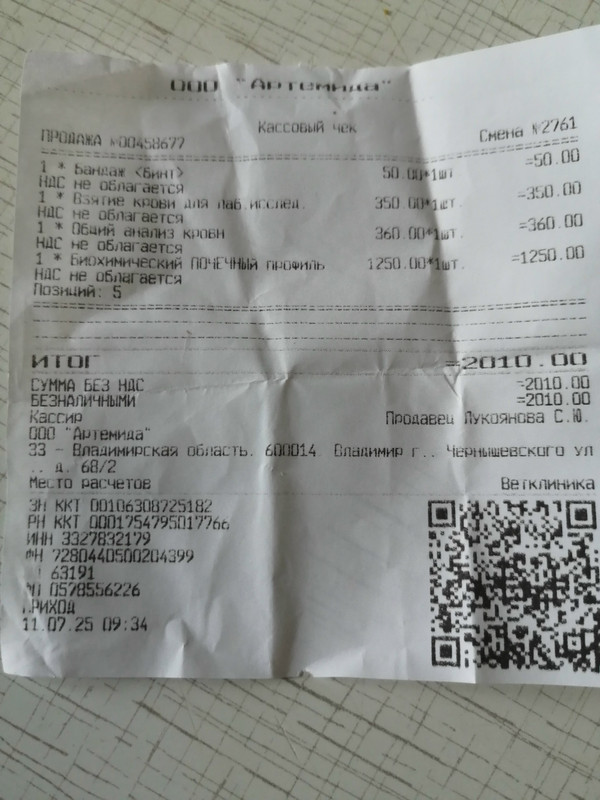 ООО "Артемида"
Кассовый чек
ПРОДАЖА №00458677 Смена №2761
1 * Бандаж <Бинт> 50.00*1шт =50.00
НДС не облагается
1 * Взятие крови для лаб.исслед. 350.00*1шт. =350.00
НДС не облагается
1 * Общий анализ крови 360.00*1шт. =360.00
НДС не облагается
1 * Биохимический ПОЧЕЧНЫЙ ПРОФИЛЬ 1250.00*1шт. =1250.00
НДС не облагается
Позиций: 5
ИТОГ =2010.00
СУММА БЕЗ НДС =2010.00
БЕЗНАЛИЧНЫМИ =2010.00
Кассир Продавец Лукоянова С.Ю.
ООО "Артемида"
33 - Владимирская область. 600014. Владимир г.. Чернышевского ул
.. д. 68/2
Место расчетов Ветклиника
ЗН ККТ 00106308725182
РН ККТ 0001754795017766
ИНН 3327832179
ФН 7280440500204399
63191
0578556226
ПРИХОД
11.07.25 09:34